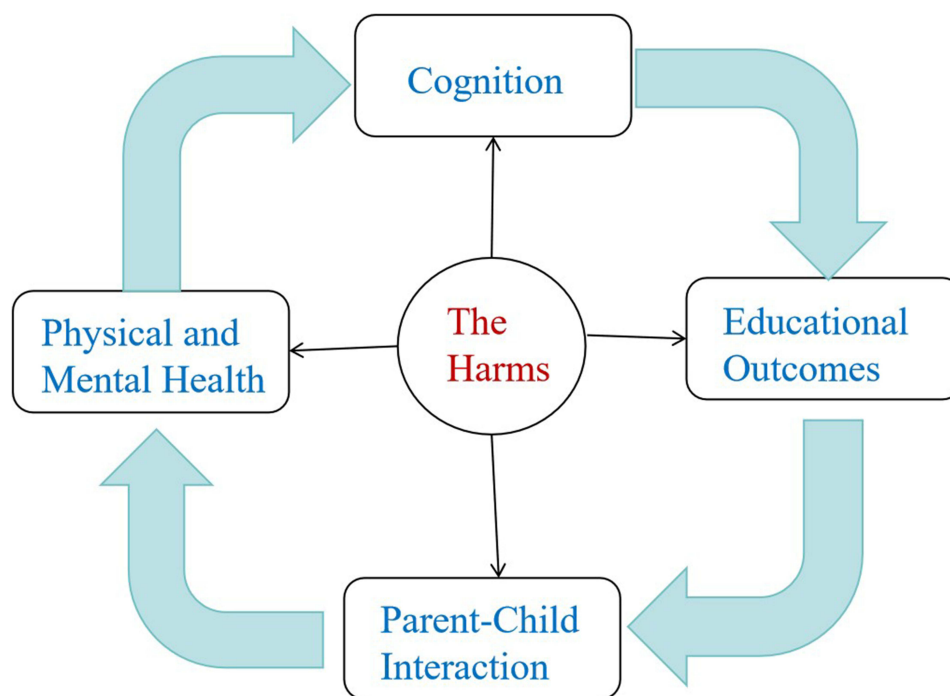 Cognition
Physical and
Mental Health
The
Harms
Educational
Outcomes
Parent-Child
Interaction